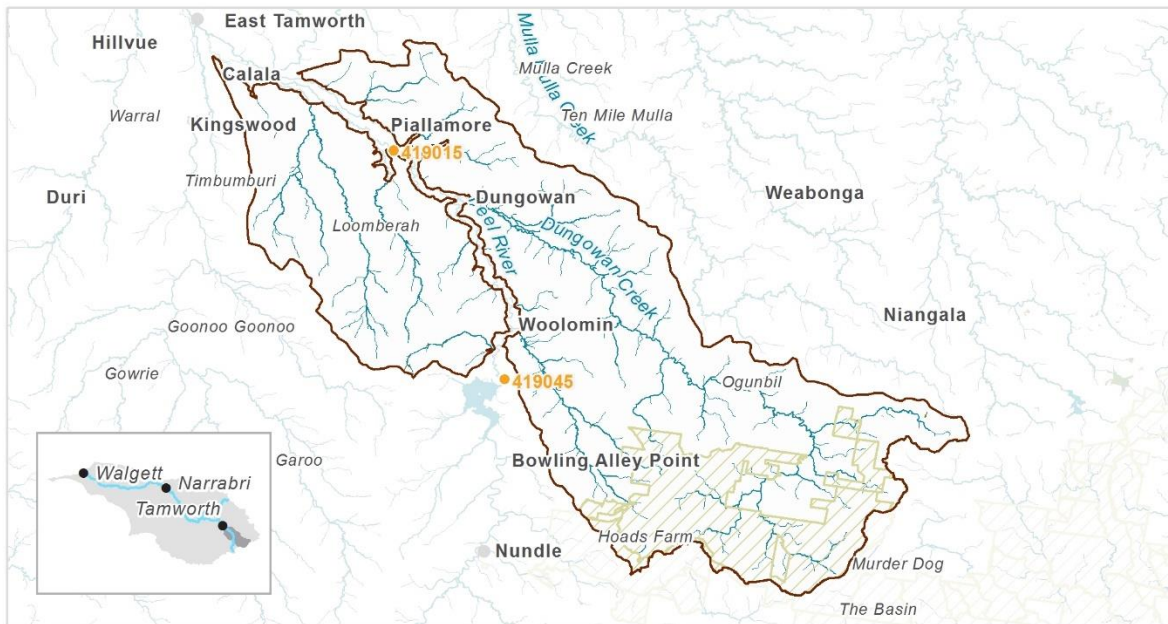 East Tamworth
Hillvue
Mulla Mulla Creek
Mulla Creek
Calala
Warral
Ten Mile Mulla
Kingswood
Piallamore
419015
Timbumburi
Duri
Weabonga
Dungowan
Loomberah
Peel River
Dungowan Creek
Niangala
Goonoo Goonoo
Woolomin
Gowrie
419045
Ogunbil
Garoo
Bowling Alley Point
Walgett
Narrabri
Tamworth
Hoads Farm
Nundle
Murder Dog
The Basin